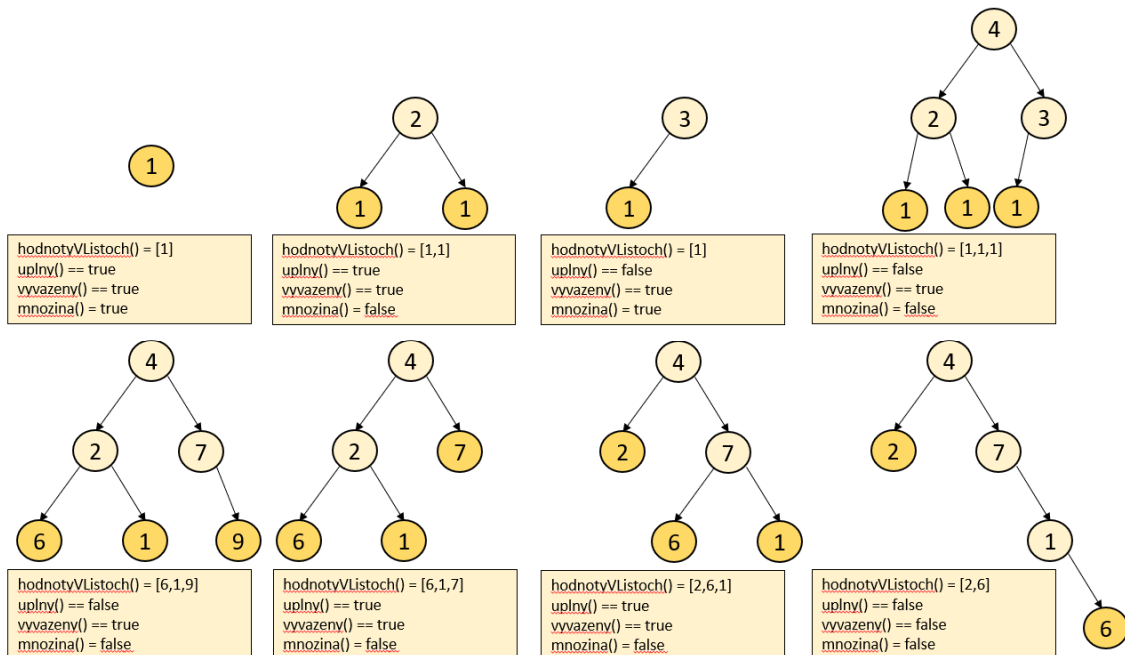 1
hodnotyVListoch() = [1]
uplny() == true
vyvazeny() == true
mnozina() = true
2
1 1
hodnotyVListoch() = [1,1]
uplny() == true
vyvazeny() == true
mnozina() = false
3
1
hodnotyVListoch() = [1]
uplny() == false
vyvazeny() == true
mnozina() = true
4
2 3
1 1 1
hodnotyVListoch() = [1,1,1]
uplny() == false
vyvazeny() == true
mnozina() = false
4
2 7
6 1 9
hodnotyVListoch() = [6,1,9]
uplny() == false
vyvazeny() == true
mnozina() = false
4
2 7
6 1
hodnotyVListoch() = [6,1,7]
uplny() == true
vyvazeny() == true
mnozina() = false
4
2 7
6 1
hodnotyVListoch() = [2,6,1]
uplny() == true
vyvazeny() == true
mnozina() = false
4
2 7
1
6
hodnotyVListoch() = [2,6]
uplny() == false
vyvazeny() == false
mnozina() = false